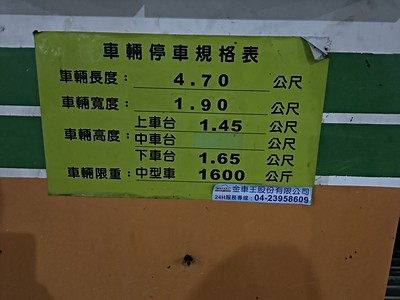 車輛停車規格表
車輛長度：4.70 公尺
車輛寬度：1.90 公尺
上車台 1.45 公尺
車輛高度：中車台 公尺
下車台 1.65 公尺
車輛限重：中型車 1600 公斤
金車王股份有限公司
24H服務專線：04-23958609